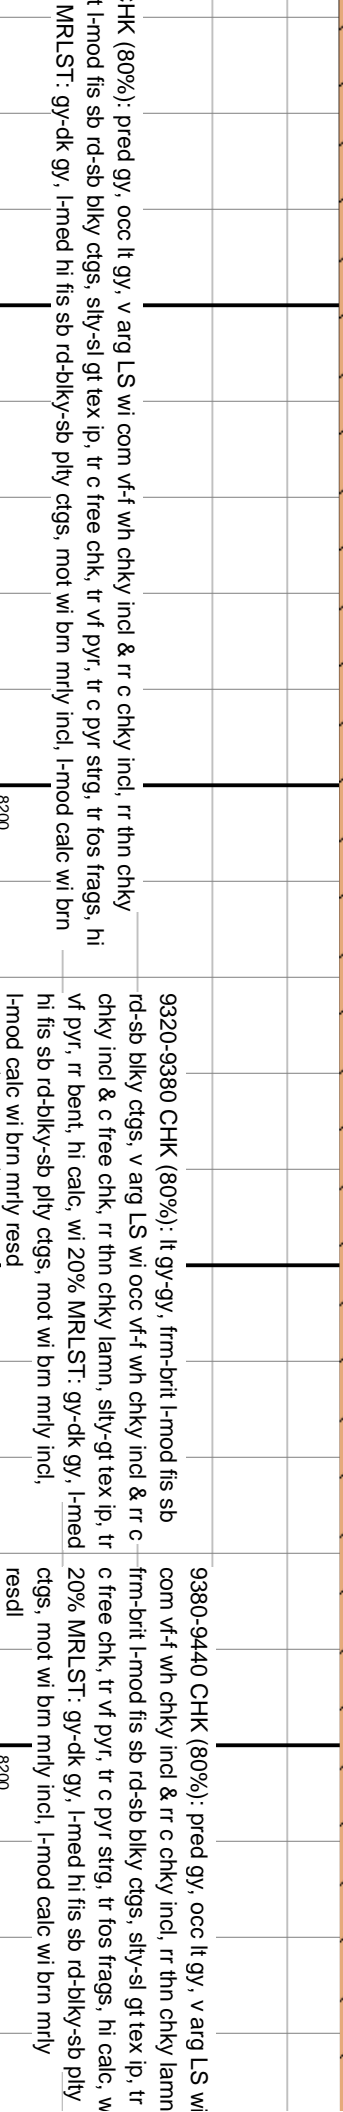 CHK (80%): pred gy, occ lt gy, v arg LS wi com vf-f wh chky incl & rr c chky incl, rr thn chky
t l-mod fis sb rd-sb blky ctgs, slty-sl gt tex ip, tr c free chk, tr vf pyr, tr c pyr strg, tr fos frags, hi
MRLST: gy-dk gy, l-med hi fis sb rd-blky-sb plty ctgs, mot wi brn mrly incl, l-mod calc wi brn
8200
9320-9380 CHK (80%): lt gy-gy, frm-brit l-mod fis sb
rd-sb blky ctgs, v arg LS wi occ vf-f wh chky incl & rr c
chky incl & c free chk, rr thn chky lamn, slty-gt tex ip, tr
vf pyr, rr bent, hi calc, wi 20% MRLST: gy-dk gy, l-med
hi fis sb rd-blky-sb plty ctgs, mot wi brn mrly incl,
l-mod calc wi brn mrly resd
9380-9440 CHK (80%): pred gy, occ lt gy, v arg LS wi
com vf-f wh chky incl & rr c chky incl, rr thn chky lamn
frm-brit l-mod fis sb rd-sb blky ctgs, slty-sl gt tex ip, tr
c free chk, tr vf pyr, tr c pyr strg, tr fos frags, hi calc, w
20% MRLST: gy-dk gy, l-med hi fis sb rd-blky-sb plty
ctgs, mot wi brn mrly incl, l-mod calc wi brn mrly
resdl
8200